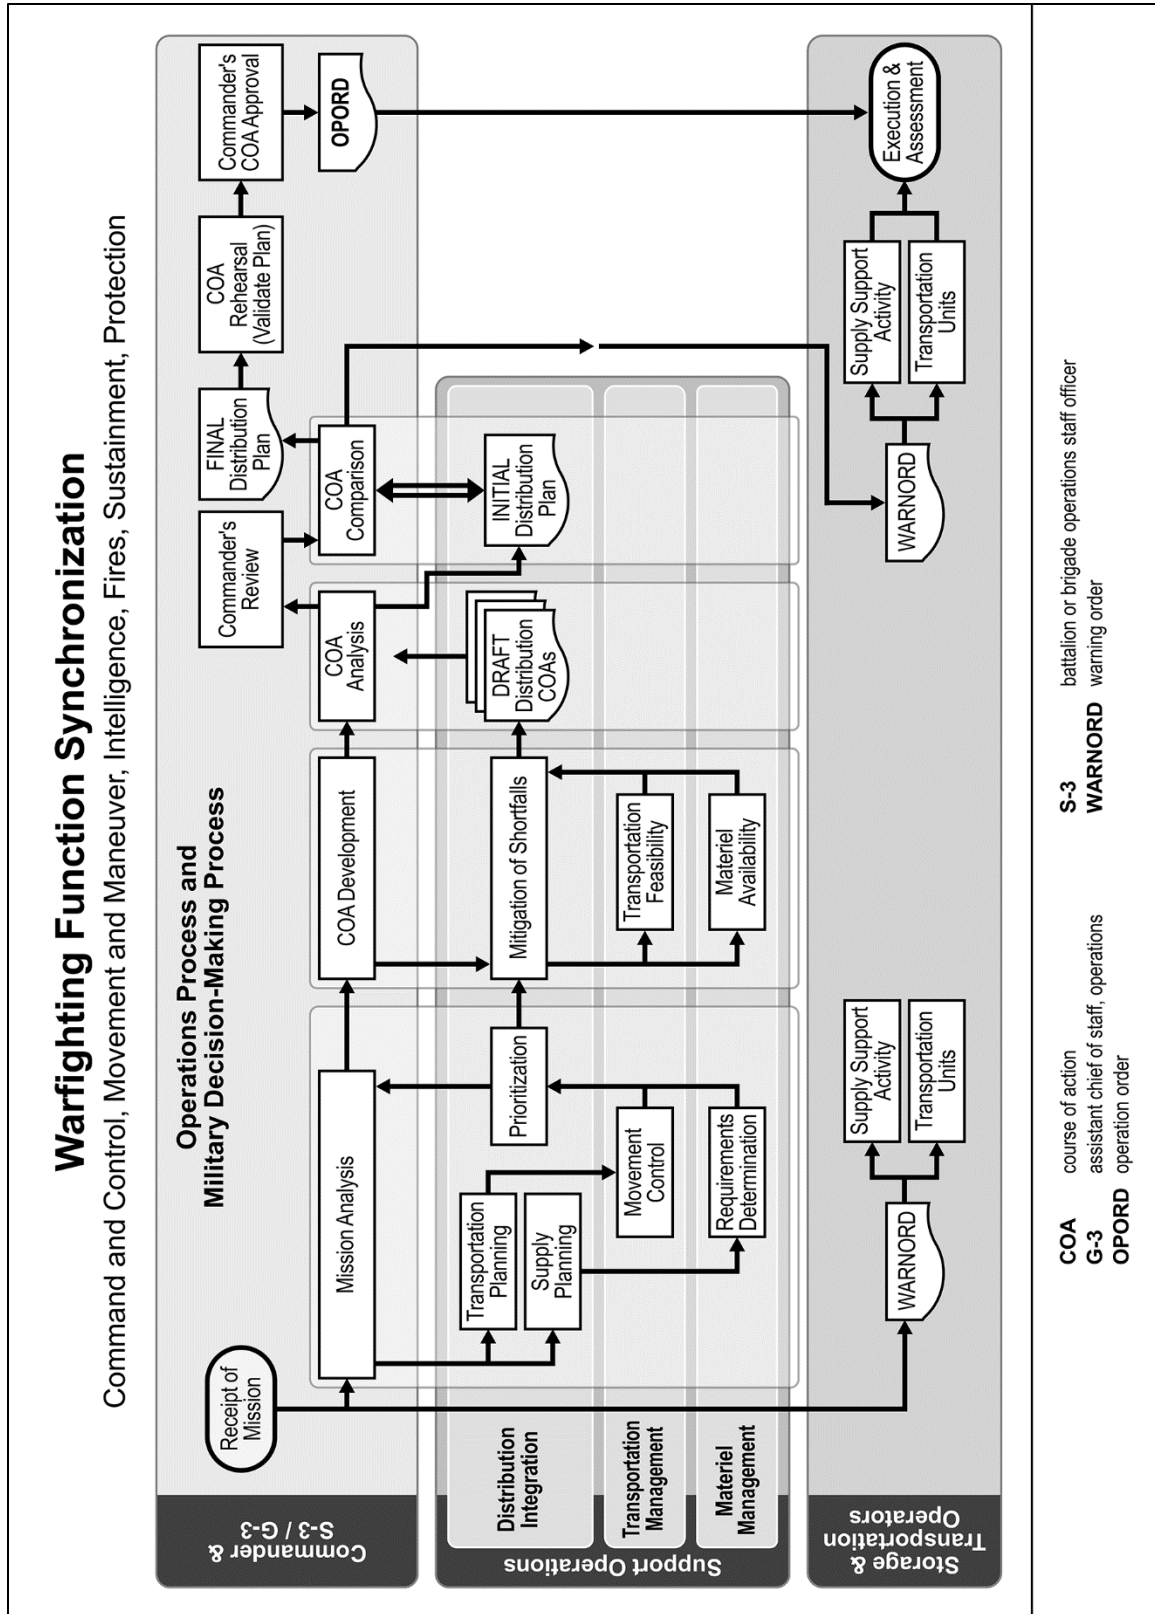 Warfighting Function Synchronization
Command and Control, Movement and Maneuver, Intelligence, Fires, Sustainment, Protection
Commander &
S-3 / G-3
Operations Process and
Military Decision-Making Process
Receipt of
Mission
Mission Analysis
COA Development
COA
Analysis
Commander's
Review
COA
Comparison
FINAL
Distribution
Plan
COA
Rehearsal
(Validate Plan)
Commander's
COA Approval
OPORD
Support Operations
Distribution
Integration
Transportation
Planning
Supply
Planning
Prioritization
Mitigation of Shortfalls
DRAFT
Distribution
COAs
INITIAL
Distribution
Plan
Transportation
Management
Movement
Control
Transportation
Feasibility
Materiel
Management
Requirements
Determination
Materiel
Availability
Storage &
Transportation
Operators
WARNORD
Supply Support
Activity
Transportation
Units
WARNORD
Supply Support
Activity
Transportation
Units
Execution &
Assessment
COA course of action
G-3 assistant chief of staff, operations
OPORD operation order
S-3 battalion or brigade operations staff officer
WARNORD warning order